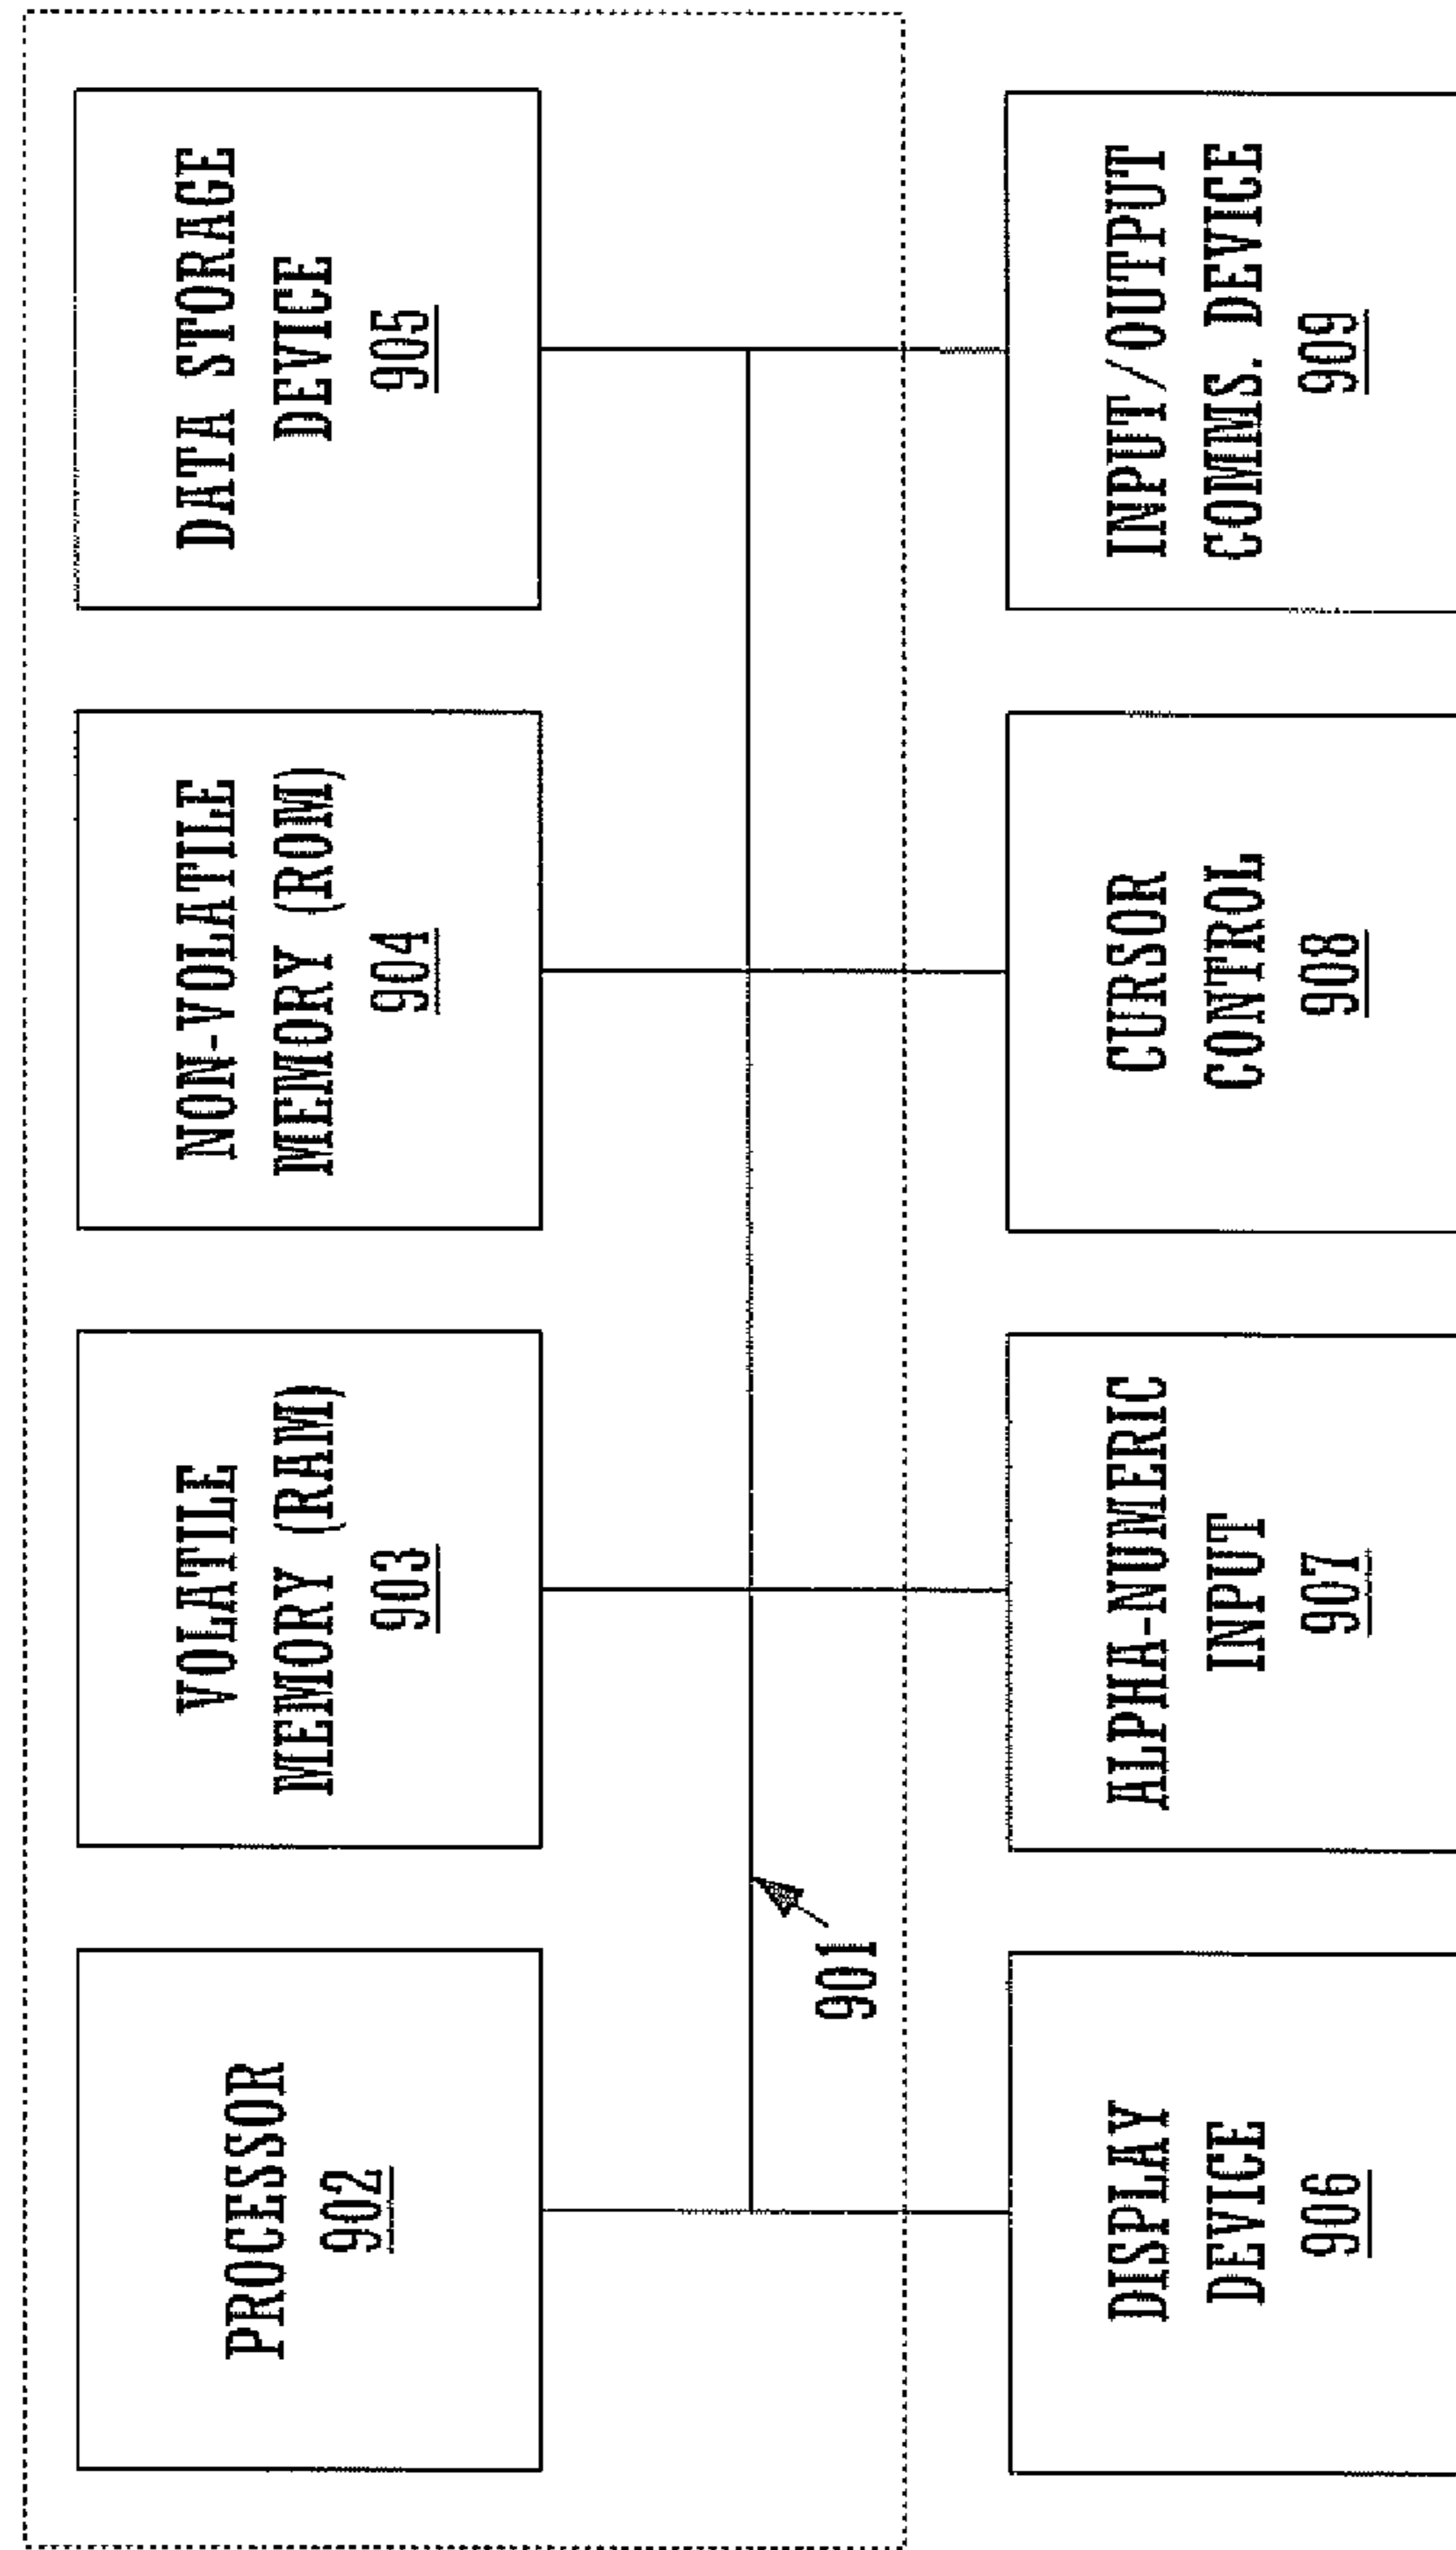 PROCESSOR
902
VOLATILE
MEMORY (RAM)
903
NON-VOLATILE
MEMORY (ROM)
904
DATA STORAGE
DEVICE
905
901
DISPLAY
DEVICE
906
ALPHA-NUMERIC
INPUT
907
CURSOR
CONTROL
908
INPUT/OUTPUT
COMMS. DEVICE
909